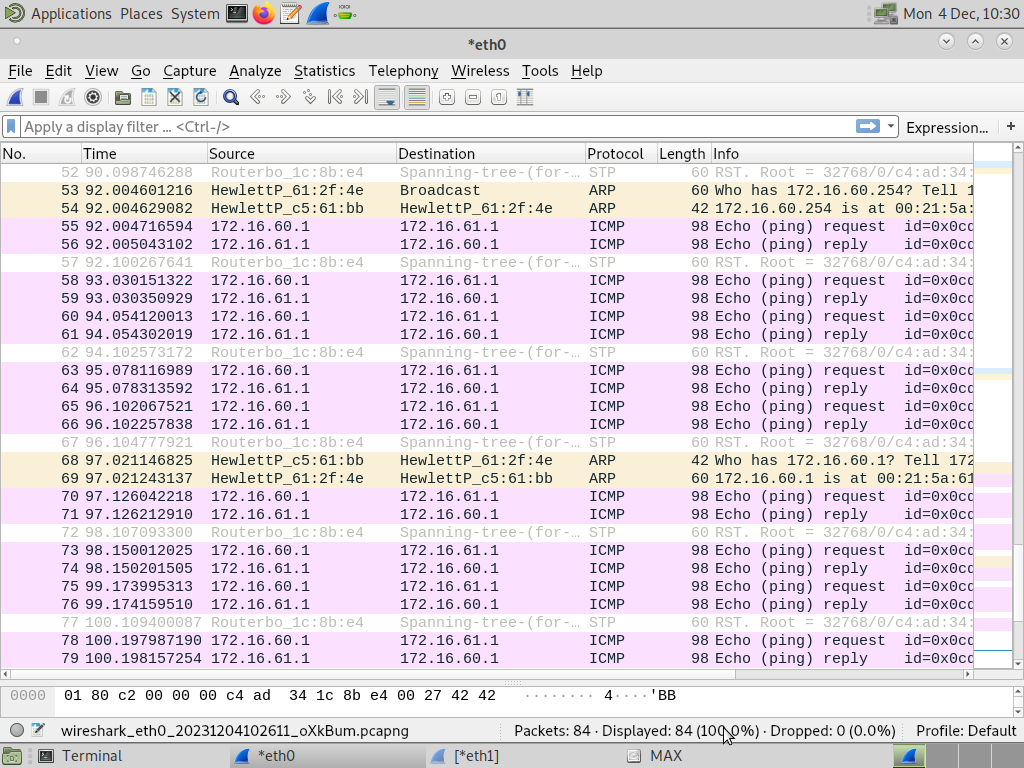 Applications Places System Mon 4 Dec, 10:30
*eth0
File Edit View Go Capture Analyze Statistics Telephony Wireless Tools Help
Apply a display filter ... <Ctrl-/> Expression... +
No. Time Source Destination Protocol Length Info
52 90.098746288 Routerbo_1c:8b:e4 Spanning-tree-(for-… STP 60 RST. Root = 32768/0/c4:ad:34:
53 92.004601216 HewlettP_61:2f:4e Broadcast ARP 60 Who has 172.16.60.254? Tell 1
54 92.004629082 HewlettP_c5:61:bb HewlettP_61:2f:4e ARP 42 172.16.60.254 is at 00:21:5a:
55 92.004716594 172.16.60.1 172.16.61.1 ICMP 98 Echo (ping) request id=0x0cd
56 92.005043102 172.16.61.1 172.16.60.1 ICMP 98 Echo (ping) reply id=0x0cd
57 92.100267641 Routerbo_1c:8b:e4 Spanning-tree-(for-… STP 60 RST. Root = 32768/0/c4:ad:34:
58 93.030151322 172.16.60.1 172.16.61.1 ICMP 98 Echo (ping) request id=0x0cd
59 93.030350929 172.16.61.1 172.16.60.1 ICMP 98 Echo (ping) reply id=0x0cd
60 94.054120013 172.16.60.1 172.16.61.1 ICMP 98 Echo (ping) request id=0x0cd
61 94.054302019 172.16.61.1 172.16.60.1 ICMP 98 Echo (ping) reply id=0x0cd
62 94.102573172 Routerbo_1c:8b:e4 Spanning-tree-(for-… STP 60 RST. Root = 32768/0/c4:ad:34:
63 95.078116989 172.16.60.1 172.16.61.1 ICMP 98 Echo (ping) request id=0x0cd
64 95.078313592 172.16.61.1 172.16.60.1 ICMP 98 Echo (ping) reply id=0x0cd
65 96.102067521 172.16.60.1 172.16.61.1 ICMP 98 Echo (ping) request id=0x0cd
66 96.102257838 172.16.61.1 172.16.60.1 ICMP 98 Echo (ping) reply id=0x0cd
67 96.104777921 Routerbo_1c:8b:e4 Spanning-tree-(for-… STP 60 RST. Root = 32768/0/c4:ad:34:
68 97.021146825 HewlettP_c5:61:bb HewlettP_61:2f:4e ARP 42 Who has 172.16.60.1? Tell 172
69 97.021243137 HewlettP_61:2f:4e HewlettP_c5:61:bb ARP 60 172.16.60.1 is at 00:21:5a:61
70 97.126042218 172.16.60.1 172.16.61.1 ICMP 98 Echo (ping) request id=0x0cd
71 97.126212910 172.16.61.1 172.16.60.1 ICMP 98 Echo (ping) reply id=0x0cd
72 98.107093300 Routerbo_1c:8b:e4 Spanning-tree-(for-… STP 60 RST. Root = 32768/0/c4:ad:34:
73 98.150012025 172.16.60.1 172.16.61.1 ICMP 98 Echo (ping) request id=0x0cd
74 98.150201505 172.16.61.1 172.16.60.1 ICMP 98 Echo (ping) reply id=0x0cd
75 99.173995313 172.16.60.1 172.16.61.1 ICMP 98 Echo (ping) request id=0x0cd
76 99.174159510 172.16.61.1 172.16.60.1 ICMP 98 Echo (ping) reply id=0x0cd
77 100.109400087 Routerbo_1c:8b:e4 Spanning-tree-(for-… STP 60 RST. Root = 32768/0/c4:ad:34:
78 100.197987190 172.16.60.1 172.16.61.1 ICMP 98 Echo (ping) request id=0x0cd
79 100.198157254 172.16.61.1 172.16.60.1 ICMP 98 Echo (ping) reply id=0x0cd
0000 01 80 c2 00 00 00 c4 ad 34 1c 8b e4 00 27 42 42 ········ 4····'BB
wireshark_eth0_20231204102611_oXkBum.pcapng Packets: 84 · Displayed: 84 (100.0%) · Dropped: 0 (0.0%) Profile: Default
Terminal *eth0 [*eth1] MAX